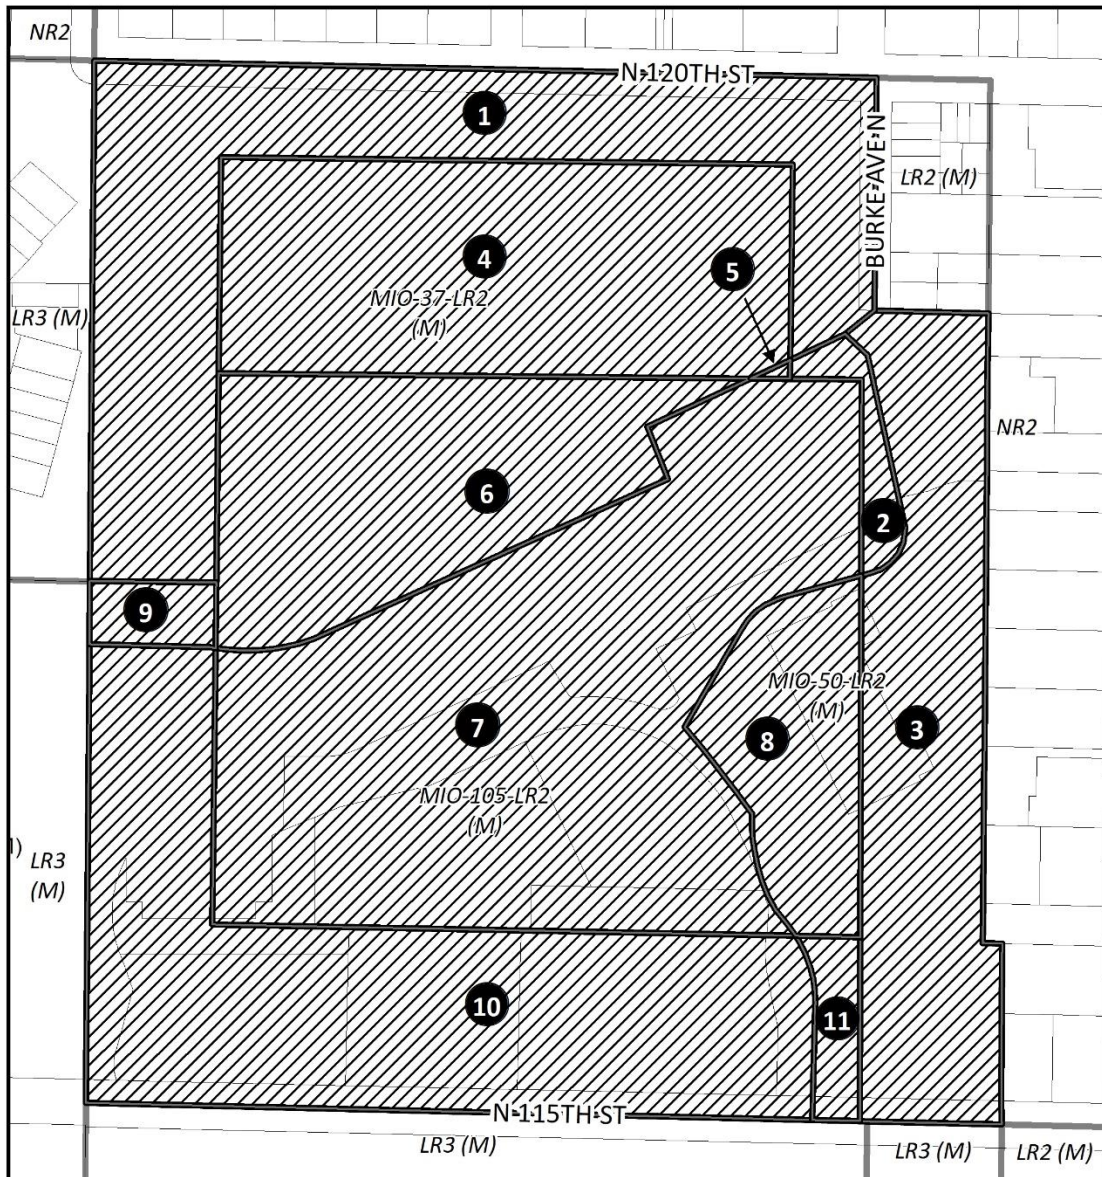 NR2
N 120TH ST
1
BURKE AVE N
LR2 (M)
4
5
MIO-37-LR2
(M)
LR3 (M)
NR2
6
2
9
MIO-50-LR2
(M)
7
8
3
MIO-105-LR2
(M)
)
LR3
(M)
10
11
N 115TH ST
LR3 (M)
LR3 (M)
LR2 (M)